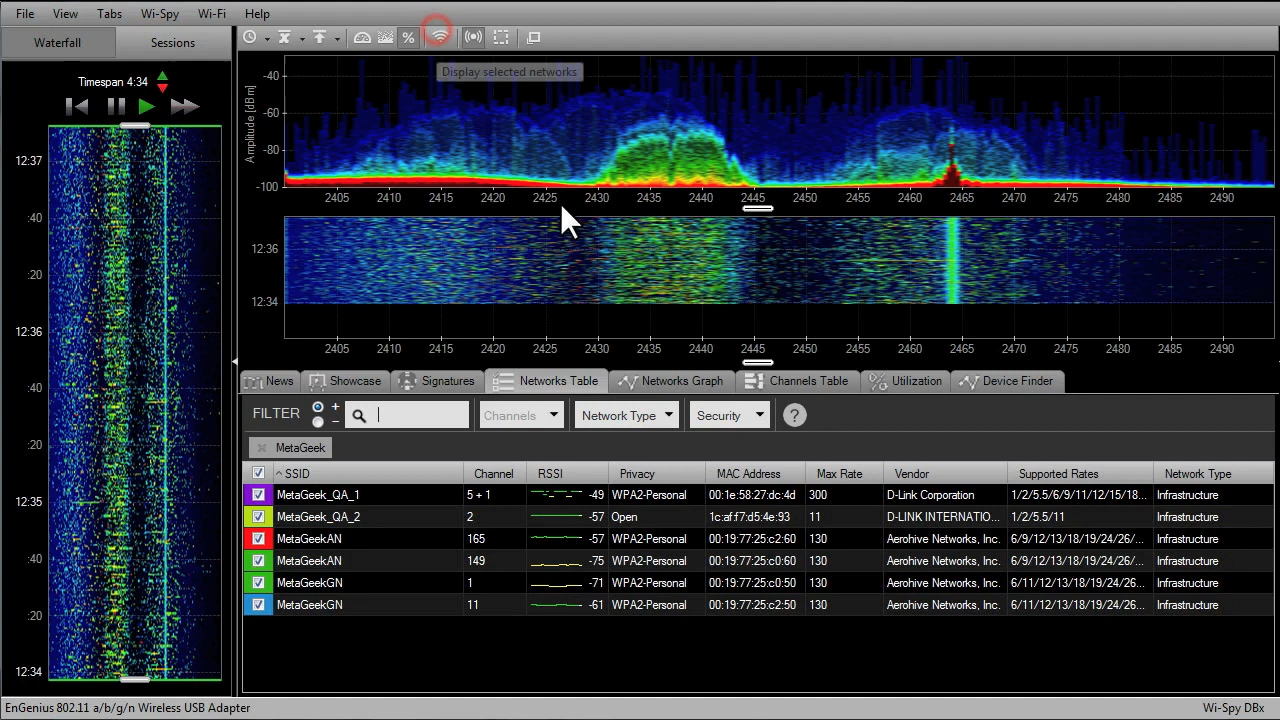 File View Tabs Wi-Spy Wi-Fi Help
Waterfall Sessions
%
Display selected networks
Timespan 4:34
12:37
:40
:20
12:36
:40
:20
12:35
:40
:20
12:34
Amplitude [dB m]
-40
-60
-80
-100
2405 2410 2415 2420 2425 2430 2435 2440 2445 2450 2455 2460 2465 2470 2475 2480 2485 2490
12:36
12:34
2405 2410 2415 2420 2425 2430 2435 2440 2445 2450 2455 2460 2465 2470 2475 2480 2485 2490
News Showcase Signatures Networks Table Networks Graph Channels Table Utilization Device Finder
FILTER + - Channels Network Type Security ?
MetaGeek
SSID Channel RSSI Privacy MAC Address Max Rate Vendor Supported Rates Network Type
MetaGeek_QA_1 5 + 1 -49 WPA2-Personal 00:1e:58:27:dc:4d 300 D-Link Corporation 1/2/5.5/6/9/11/12/15/18... Infrastructure
MetaGeek_QA_2 2 -57 Open 1c:af:f7:d5:4e:93 11 D-LINK INTERNATIO... 1/2/5.5/11 Infrastructure
MetaGeekAN 165 -57 WPA2-Personal 00:19:77:25:c2:60 130 Aerohive Networks, Inc. 6/9/12/13/18/19/24/26/... Infrastructure
MetaGeekAN 149 -75 WPA2-Personal 00:19:77:25:c0:60 130 Aerohive Networks, Inc. 6/9/12/13/18/19/24/26/... Infrastructure
MetaGeekGN 1 -71 WPA2-Personal 00:19:77:25:c0:50 130 Aerohive Networks, Inc. 6/11/12/13/18/19/24/26... Infrastructure
MetaGeekGN 11 -61 WPA2-Personal 00:19:77:25:c2:50 130 Aerohive Networks, Inc. 6/11/12/13/18/19/24/26... Infrastructure
EnGenius 802.11 a/b/g/n Wireless USB Adapter Wi-Spy DBx